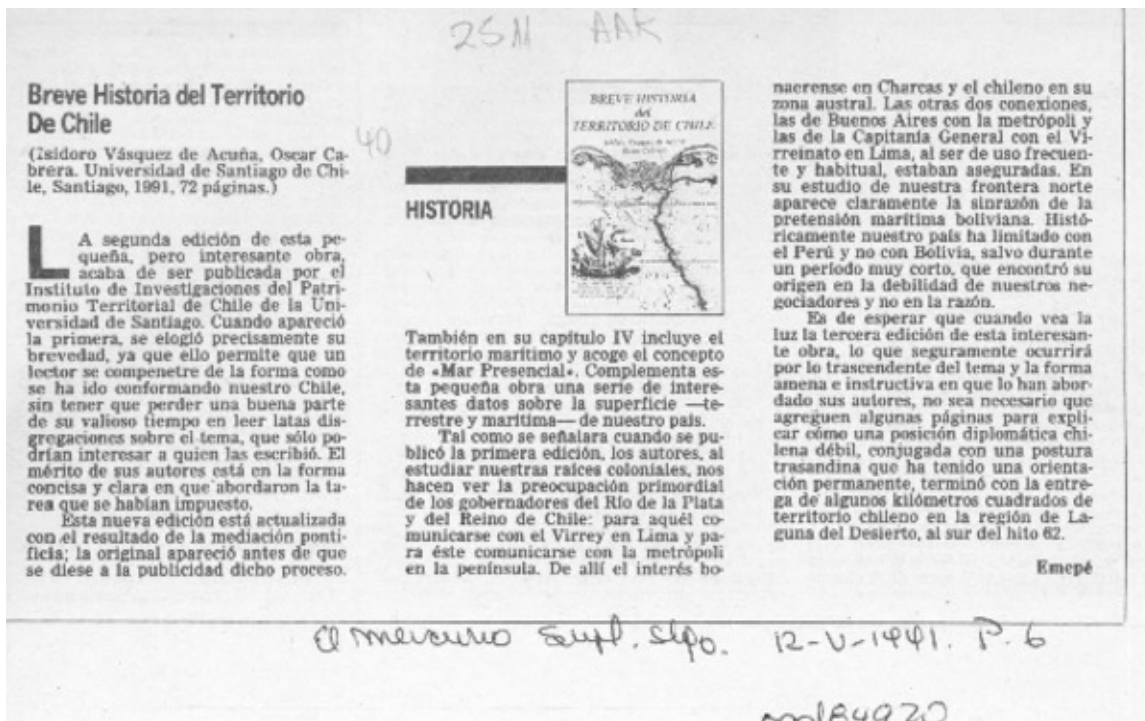 25M AAR
Breve Historia del Territorio
De Chile
(Isidoro Vásquez de Acuña, Oscar Ca-
brera. Universidad de Santiago de Chi-
le, Santiago, 1991, 72 páginas.)
40
LA segunda edición de esta pe-
queña, pero interesante obra,
acaba de ser publicada por el
Instituto de Investigaciones del Patri-
monio Territorial de Chile de la Uni-
versidad de Santiago. Cuando apareció
la primera, se elogió precisamente su
brevedad, ya que ello permite que un
lector se compenetre de la forma como
se ha ido conformando nuestro Chile,
sin tener que perder una buena parte
de su valioso tiempo en leer latas dis-
gregaciones sobre el tema, que sólo po-
drían interesar a quien las escribió. El
mérito de sus autores está en la forma
concisa y clara en que abordaron la ta-
rea que se habían impuesto.
Esta nueva edición está actualizada
con el resultado de la mediación ponti-
ficia; la original apareció antes de que
se diese a la publicidad dicho proceso.
HISTORIA
BREVE HISTORIA
del
TERRITORIO DE CHILE
También en su capítulo IV incluye el
territorio marítimo y acoge el concepto
de «Mar Presencial». Complementa es-
ta pequeña obra una serie de intere-
santes datos sobre la superficie —te-
rrestre y marítima— de nuestro país.
Tal como se señalara cuando se pu-
blicó la primera edición, los autores, al
estudiar nuestras raíces coloniales, nos
hacen ver la preocupación primordial
de los gobernadores del Río de la Plata
y del Reino de Chile: para aquél co-
municarse con el Virrey en Lima y pa-
ra éste comunicarse con la metrópoli
en la península. De allí el interés bo-
naerense en Charcas y el chileno en su
zona austral. Las otras dos conexiones,
las de Buenos Aires con la metrópoli y
las de la Capitanía General con el Vi-
rreinato en Lima, al ser de uso frecuen-
te y habitual, estaban aseguradas. En
su estudio de nuestra frontera norte
aparece claramente la sinrazón de la
pretensión marítima boliviana. Histó-
ricamente nuestro país ha limitado con
el Perú y no con Bolivia, salvo durante
un período muy corto, que encontró su
origen en la debilidad de nuestros ne-
gociadores y no en la razón.
Es de esperar que cuando vea la
luz la tercera edición de esta interesan-
te obra, lo que seguramente ocurrirá
por lo trascendente del tema y la forma
amena e instructiva en que lo han abor-
dado sus autores, no sea necesario que
agreguen algunas páginas para expli-
car cómo una posición diplomática chi-
lena débil, conjugada con una postura
trasandina que ha tenido una orienta-
ción permanente, terminó con la entre-
ga de algunos kilómetros cuadrados de
territorio chileno en la región de La-
guna del Desierto, al sur del hito 62.
Emepé
El Mercurio Supl. Stgo. 12-V-1991. P. 6